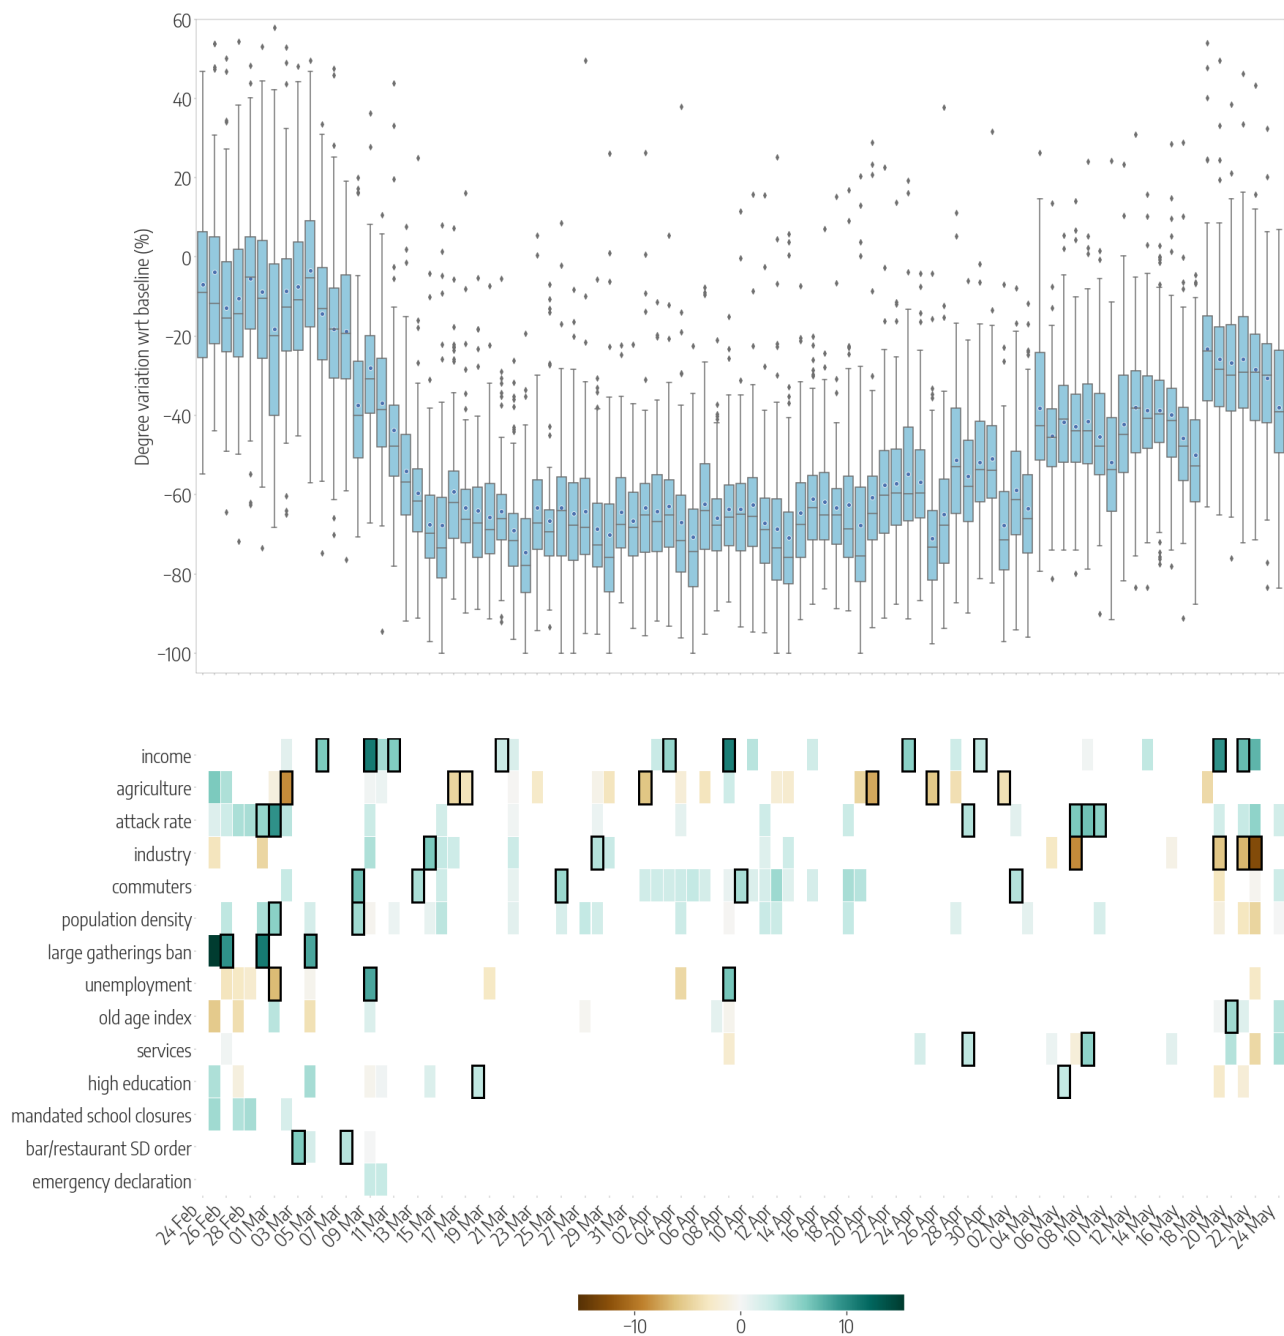 60
40
20
0
−20
−40
−60
−80
−100
Degree variation wrt baseline (%)
income
agriculture
attack rate
industry
commuters
population density
large gatherings ban
unemployment
old age index
services
high education
mandated school closures
bar/restaurant SD order
emergency declaration
24 Feb
26 Feb
28 Feb
01 Mar
03 Mar
05 Mar
07 Mar
09 Mar
11 Mar
13 Mar
15 Mar
17 Mar
19 Mar
21 Mar
23 Mar
25 Mar
27 Mar
29 Mar
31 Mar
02 Apr
04 Apr
06 Apr
08 Apr
10 Apr
12 Apr
14 Apr
16 Apr
18 Apr
20 Apr
22 Apr
24 Apr
26 Apr
28 Apr
30 Apr
02 May
04 May
06 May
08 May
10 May
12 May
14 May
16 May
18 May
20 May
22 May
24 May
−10
0
10